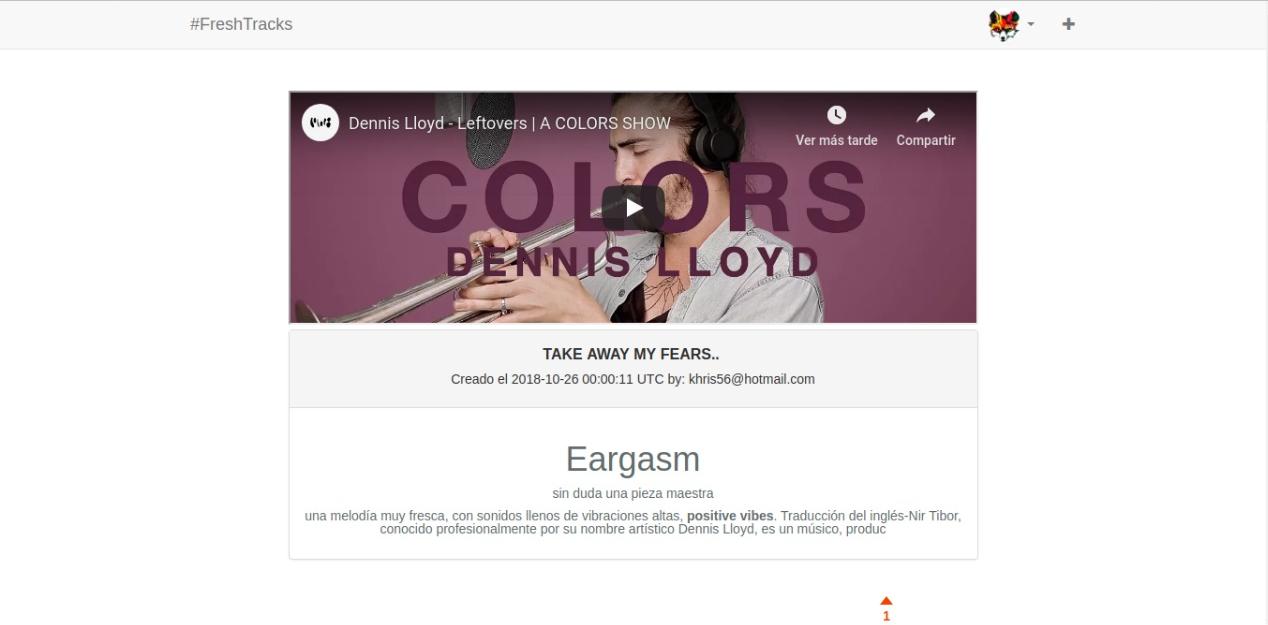 #FreshTracks
Dennis Lloyd - Leftovers | A COLORS SHOW
Ver más tarde
Compartir
COLORS
DENNIS LLOYD
TAKE AWAY MY FEARS..
Creado el 2018-10-26 00:00:11 UTC by: khris56@hotmail.com
Eargasm
sin duda una pieza maestra
una melodía muy fresca, con sonidos llenos de vibraciones altas, positive vibes. Traducción del inglés-Nir Tibor,
conocido profesionalmente por su nombre artístico Dennis Lloyd, es un músico, produc
1